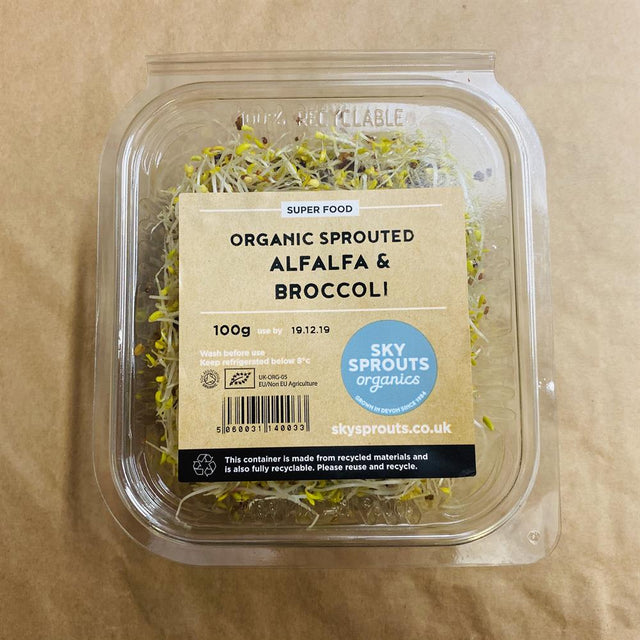 100% RECYCLABLE
SUPER FOOD
ORGANIC SPROUTED
ALFALFA &
BROCCOLI
100g use by 19.12.19
Wash before use
Keep refrigerated below 8°c
UK-ORG-05
EU/Non EU Agriculture
5 060031 140033
SKY
SPROUTS
organics
GROWN IN DEVON SINCE 1984
skysprouts.co.uk
This container is made from recycled materials and
is also fully recyclable. Please reuse and recycle.